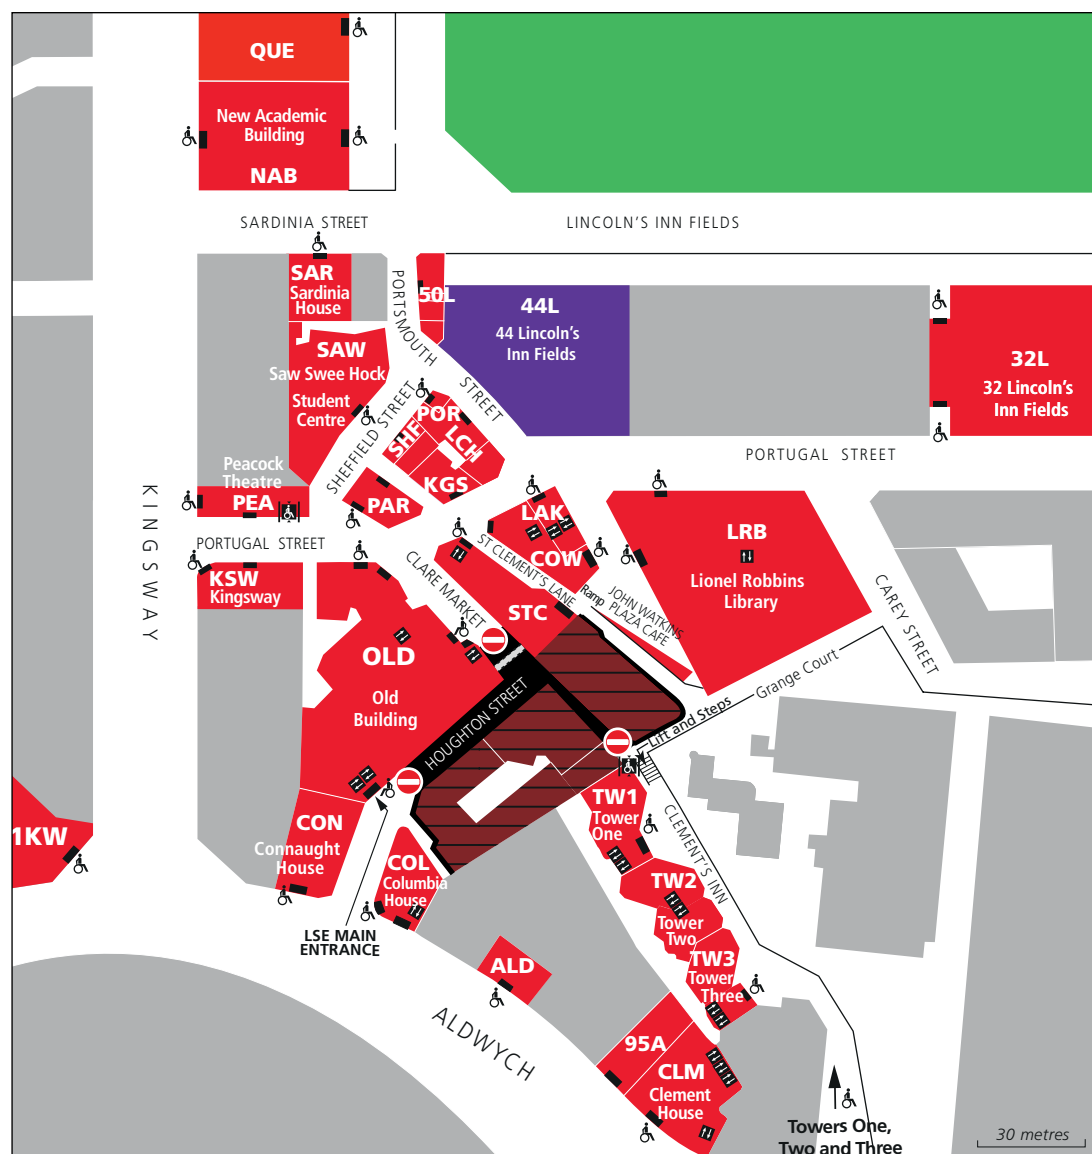 QUE
New Academic
Building
NAB
SARDINIA STREET
LINCOLN'S INN FIELDS
SAR
Sardinia
House
PORTSMOUTH
STREET
50L
44L
44 Lincoln's
Inn Fields
32L
32 Lincoln's
Inn Fields
SAW
Saw Swee Hock
Student
Centre
SHEFFIELD STREET
POR
SHF
LCH
KGS
PORTUGAL STREET
Peacock
Theatre
PEA
PAR
KINGSWAY
PORTUGAL STREET
KSW
Kingsway
CLARE MARKET
ST CLEMENT'S LANE
LAK
COW
LRB
Lionel Robbins
Library
STC
Ramp
JOHN WATKINS
PLAZA CAFE
CAREY STREET
OLD
Old
Building
HOUGHTON STREET
Grange Court
Lift and Steps
TW1
Tower
One
CLEMENT'S INN
1KW
CON
Connaught
House
COL
Columbia
House
TW2
Tower
Two
LSE MAIN
ENTRANCE
TW3
Tower
Three
ALD
ALDWYCH
95A
CLM
Clement
House
Towers One,
Two and Three
30 metres